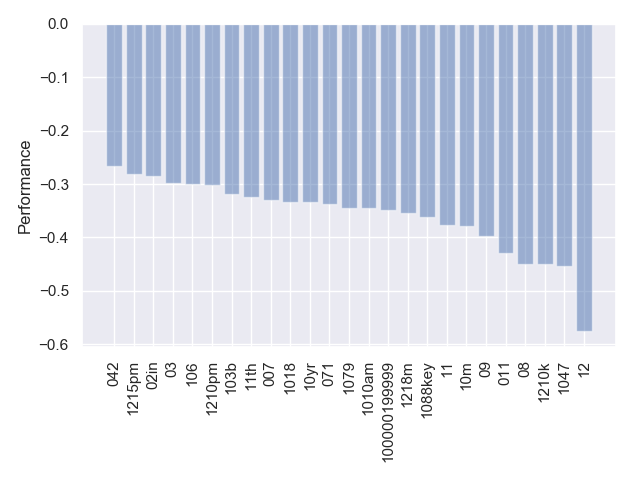 0.0
−0.1
−0.2
−0.3
−0.4
−0.5
−0.6
Performance
042
1215pm
02in
03
106
1210pm
103b
11th
007
1018
10yr
071
1079
1010am
100000199999
1218m
1088key
11
10m
09
011
08
1210k
1047
12